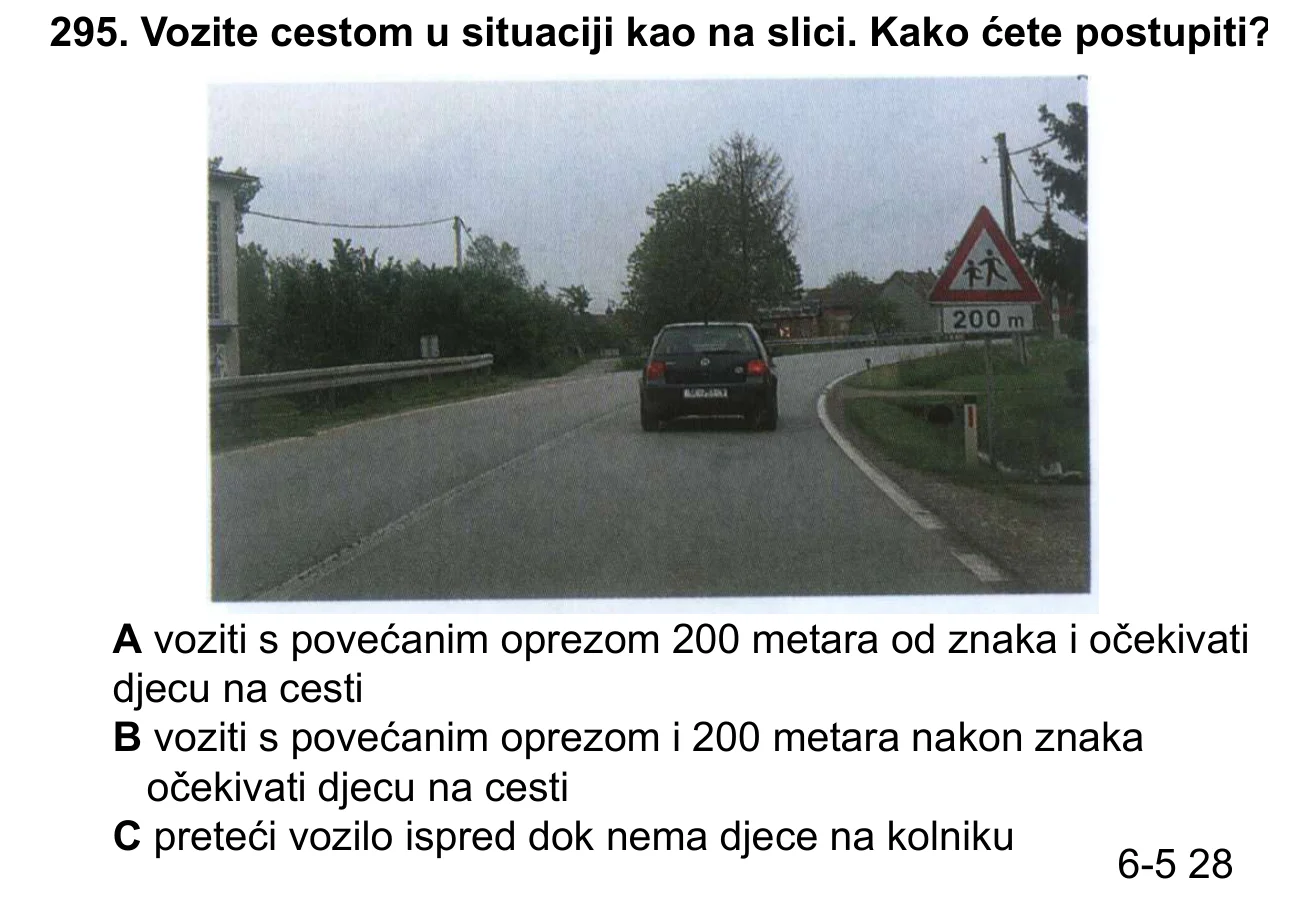 295. Vozite cestom u situaciji kao na slici. Kako ćete postupiti?
200 m
A voziti s povećanim oprezom 200 metara od znaka i očekivati
djecu na cesti
B voziti s povećanim oprezom i 200 metara nakon znaka
očekivati djecu na cesti
C preteći vozilo ispred dok nema djece na kolniku
6-5 28